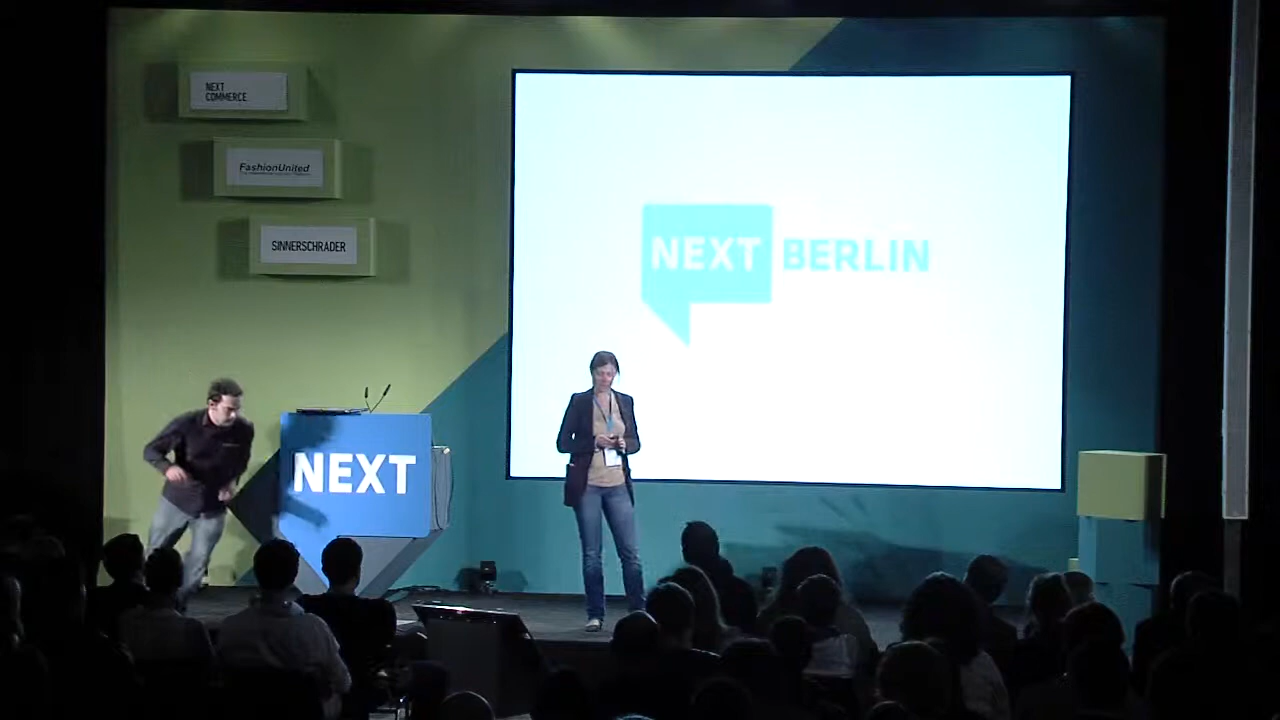 NEXT
COMMERCE
FashionUnited
SINNERSCHRADER
NEXT BERLIN
NEXT